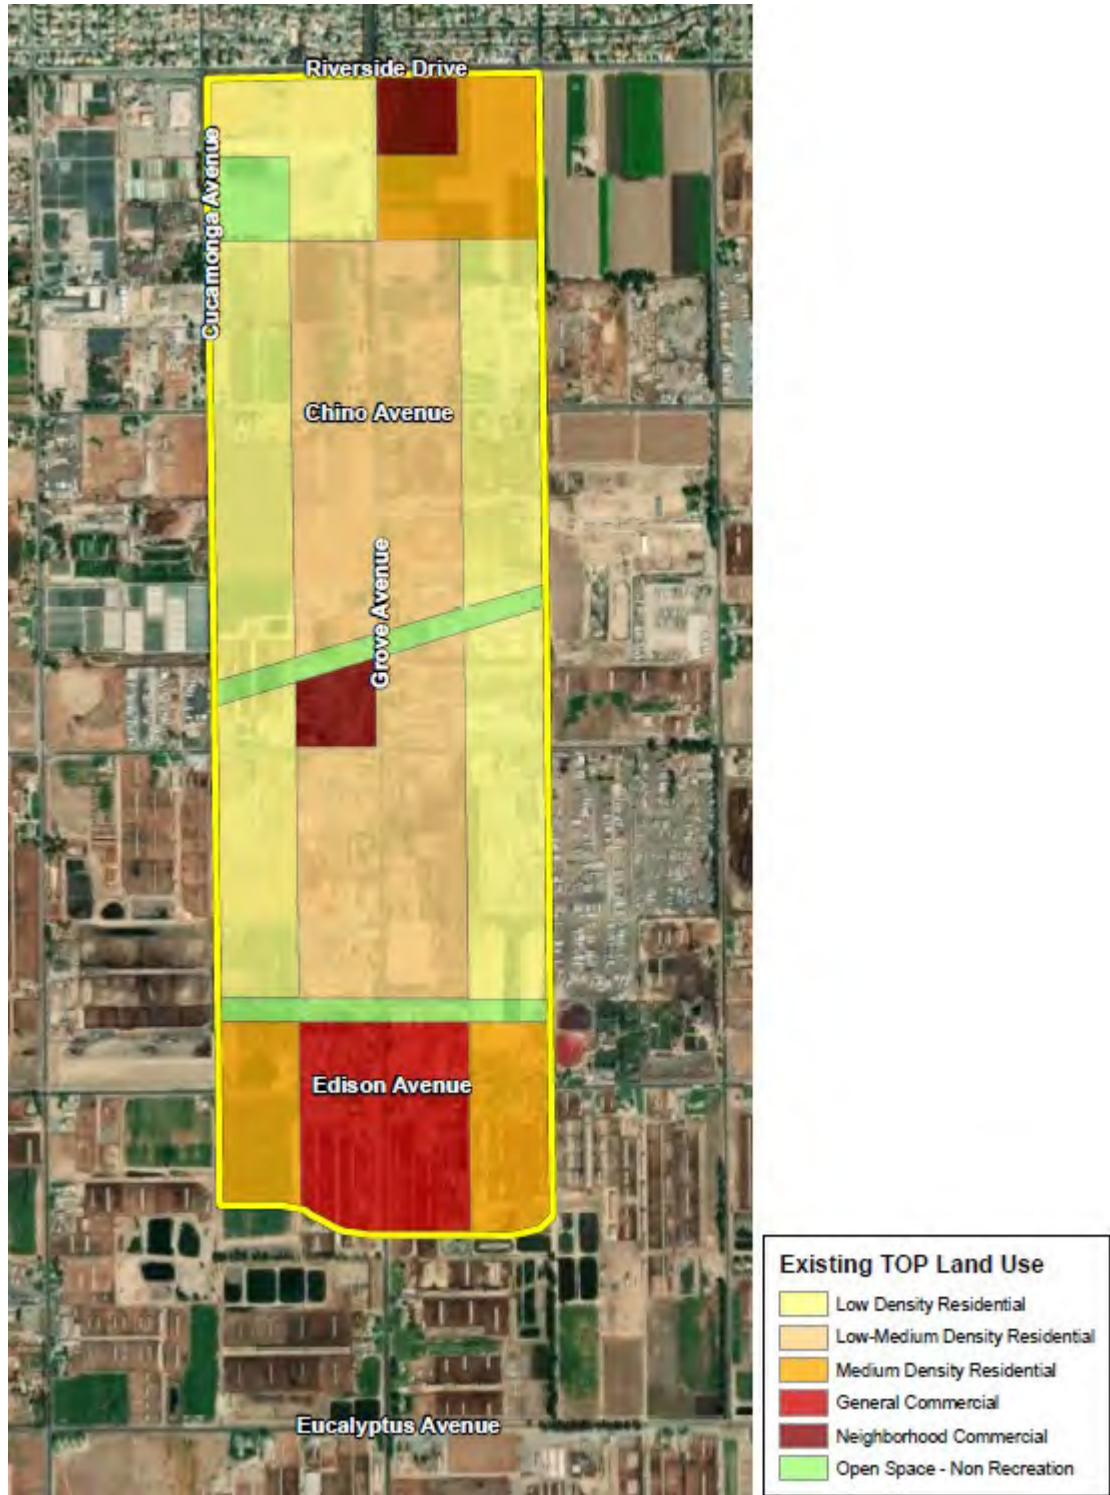 Riverside Drive
Cucamonga Avenue
Chino Avenue
Grove Avenue
Edison Avenue
Eucalyptus Avenue
Existing TOP Land Use
Low Density Residential
Low-Medium Density Residential
Medium Density Residential
General Commercial
Neighborhood Commercial
Open Space - Non Recreation